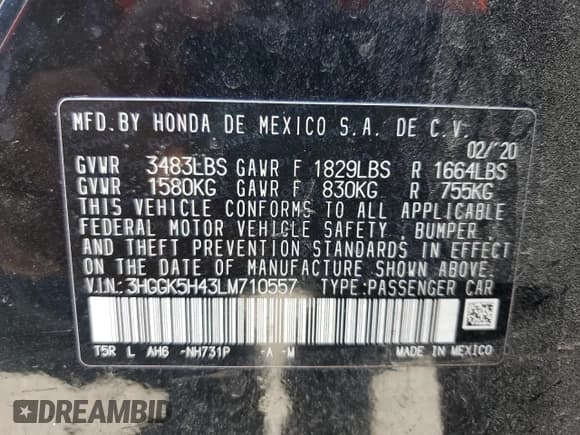 MFD.BY HONDA DE MEXICO S.A. DE C.V.
02/'20
GVWR 3483LBS GAWR F 1829LBS R 1664LBS
GVWR 1580KG GAWR F 830KG R 755KG
THIS VEHICLE CONFORMS TO ALL APPLICABLE
FEDERAL MOTOR VEHICLE SAFETY , BUMPER ,
AND THEFT PREVENTION STANDARDS IN EFFECT
ON THE DATE OF MANUFACTURE SHOWN ABOVE.
V.I.N.:3HGGK5H43LM710557 TYPE:PASSENGER CAR
T5R L AH6 -NH731P -A -M MADE IN MEXICO
DREAMBID